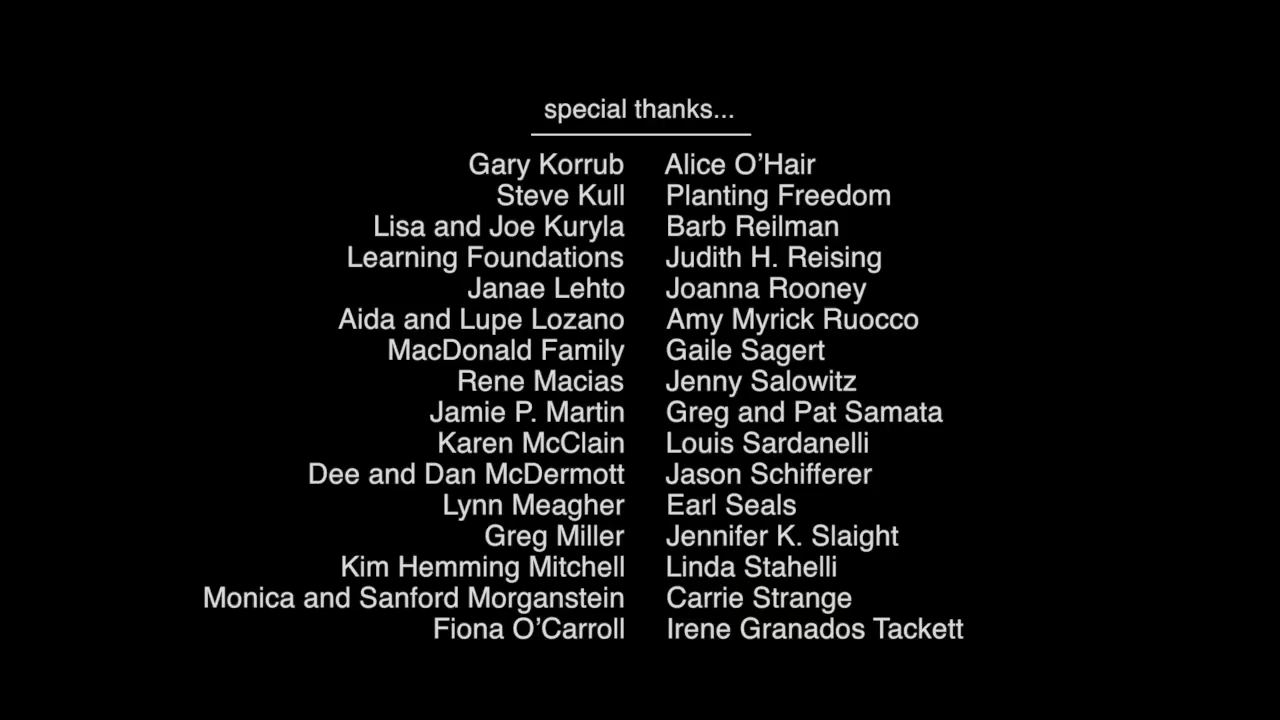 special thanks...
Gary Korrub
Steve Kull
Lisa and Joe Kuryla
Learning Foundations
Janae Lehto
Aida and Lupe Lozano
MacDonald Family
Rene Macias
Jamie P. Martin
Karen McClain
Dee and Dan McDermott
Lynn Meagher
Greg Miller
Kim Hemming Mitchell
Monica and Sanford Morganstein
Fiona O’Carroll
Alice O’Hair
Planting Freedom
Barb Reilman
Judith H. Reising
Joanna Rooney
Amy Myrick Ruocco
Gaile Sagert
Jenny Salowitz
Greg and Pat Samata
Louis Sardanelli
Jason Schifferer
Earl Seals
Jennifer K. Slaight
Linda Stahelli
Carrie Strange
Irene Granados Tackett